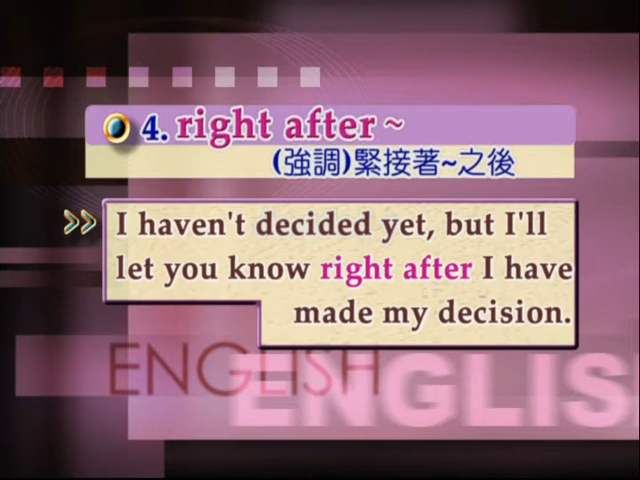 4. right after ~
(強調)緊接著~之後
>> I haven't decided yet, but I'll
let you know right after I have
made my decision.
ENGLISH
ENGLIS